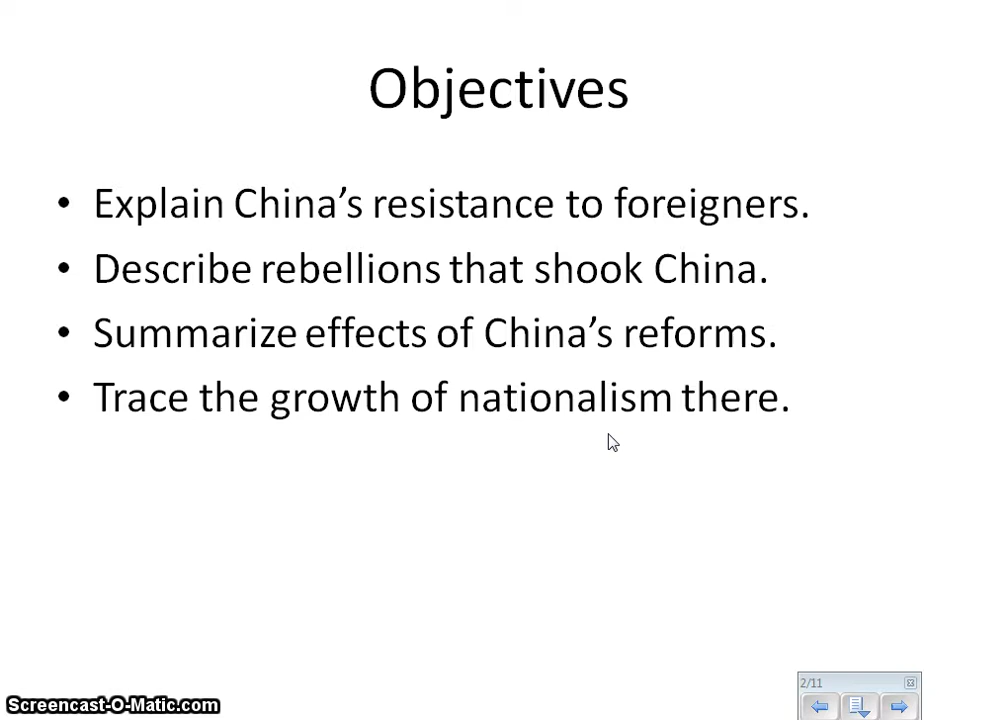 Objectives
• Explain China’s resistance to foreigners.
• Describe rebellions that shook China.
• Summarize effects of China’s reforms.
• Trace the growth of nationalism there.
2/11
Screencast-O-Matic.com